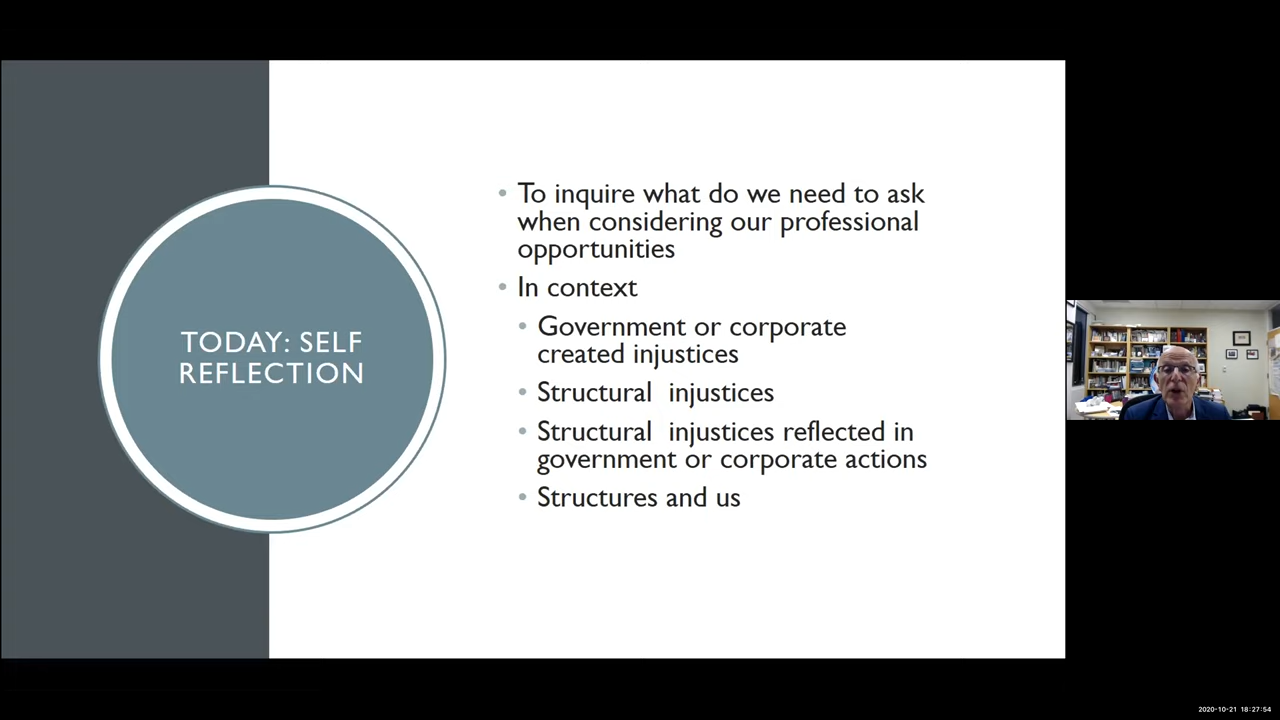 TODAY: SELF
REFLECTION
• To inquire what do we need to ask
when considering our professional
opportunities
• In context
• Government or corporate
created injustices
• Structural  injustices
• Structural  injustices reflected in
government or corporate actions
• Structures and us
2020-10-21 18:27:54